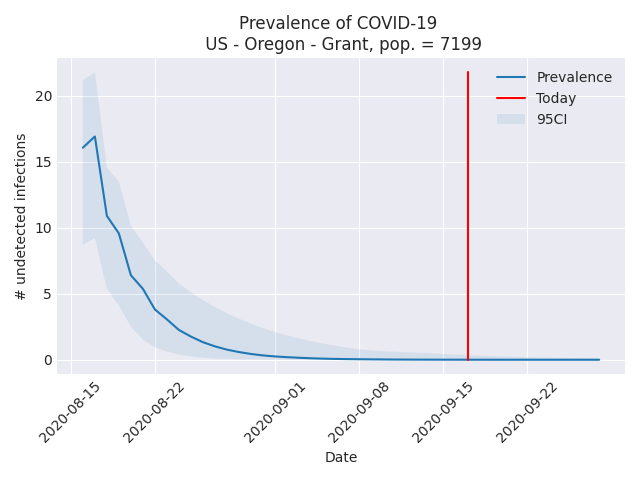 Prevalence of COVID-19
US - Oregon - Grant, pop. = 7199
Prevalence
Today
95CI
# undetected infections
20
15
10
5
0
2020-08-15
2020-08-22
2020-09-01
2020-09-08
2020-09-15
2020-09-22
Date